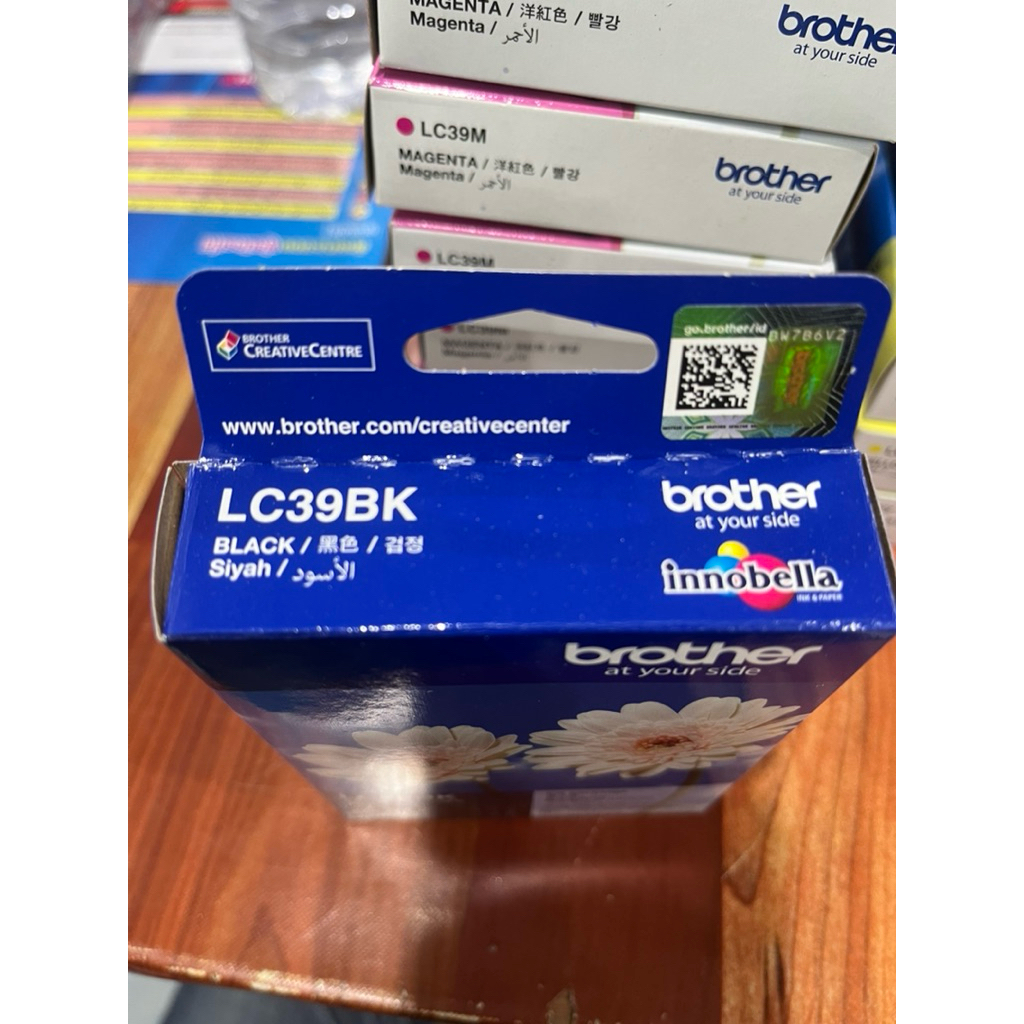 MAGENTA / 洋紅色 / 빨강
Magenta / الأحمر
brother
at your side
LC39M
MAGENTA / 洋紅色 / 빨강
Magenta / الأحمر
brother
at your side
LC39M
BROTHER
CREATIVECENTRE
www.brother.com/creativecenter
go.brother/id
BW7B6V2
LC39BK
BLACK / 黑色 / 검정
Siyah / الأسود
brother
at your side
innobella
INK & PAPER
brother
at your side